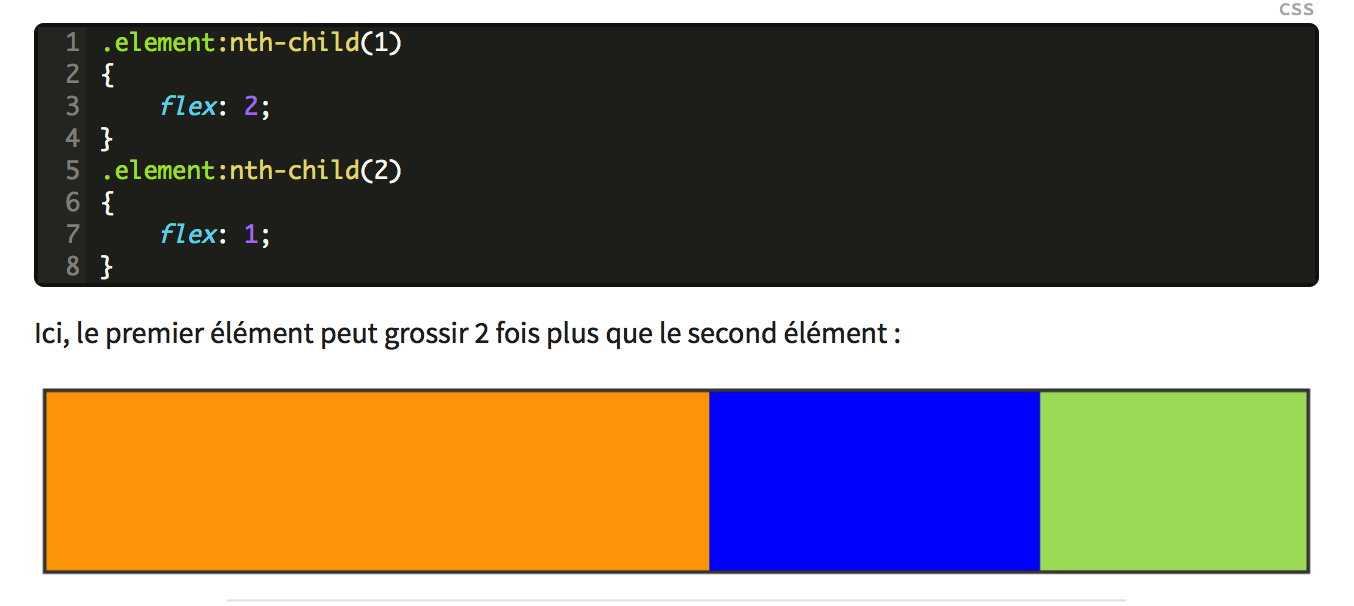 CSS
1 .element:nth-child(1)
2 {
3     flex: 2;
4 }
5 .element:nth-child(2)
6 {
7     flex: 1;
8 }
Ici, le premier élément peut grossir 2 fois plus que le second élément :